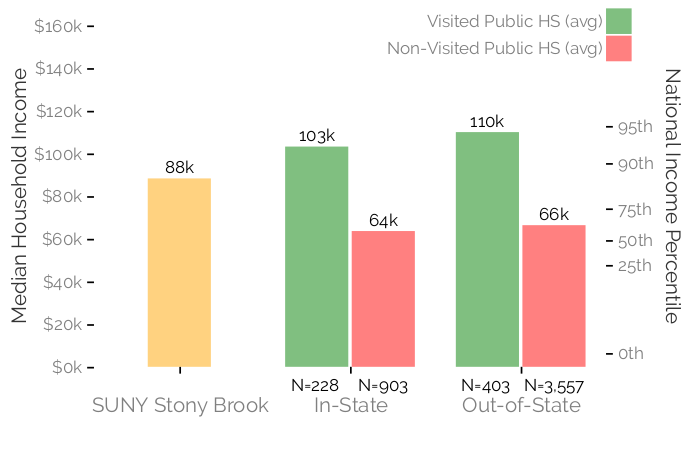 Visited Public HS (avg)
Non-Visited Public HS (avg)
Median Household Income
$160k
$140k
$120k
$100k
$80k
$60k
$40k
$20k
$0k
88k
103k
64k
110k
66k
National Income Percentile
95th
90th
75th
50th
25th
0th
N=228 N=903 N=403 N=3,557
SUNY Stony Brook In-State Out-of-State